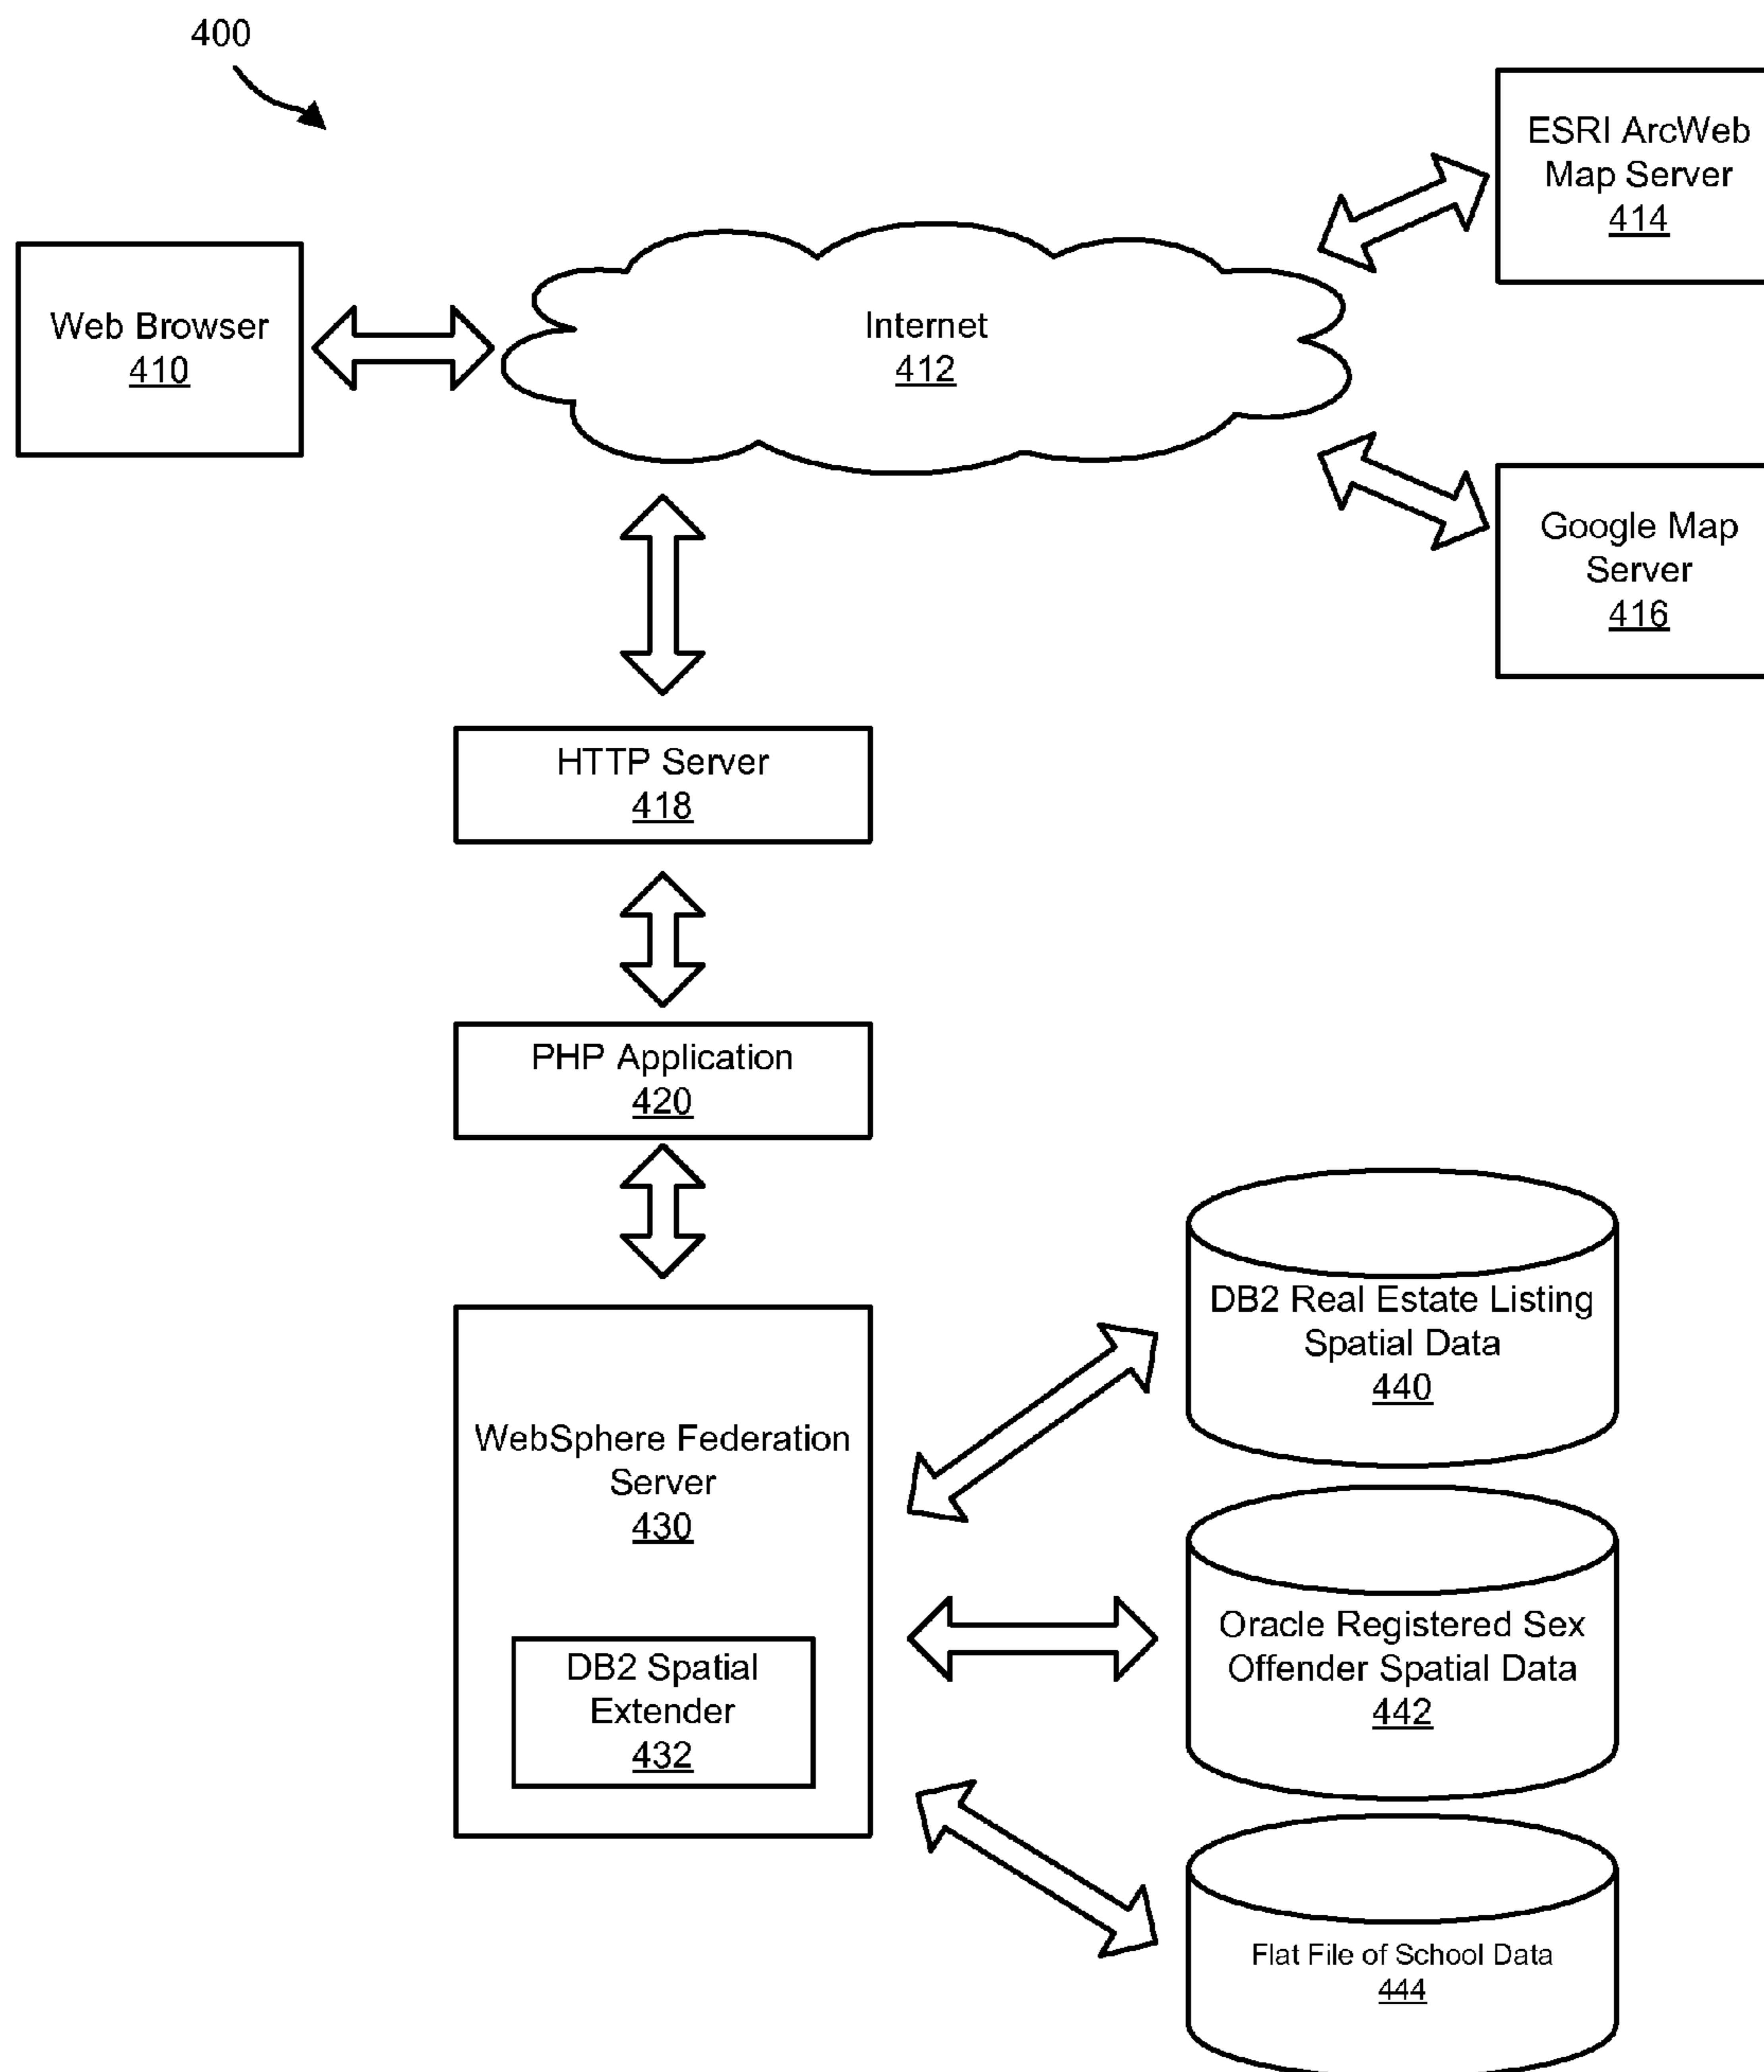 400
ESRI ArcWeb
Map Server
414
Web Browser
410
Internet
412
Google Map
Server
416
HTTP Server
418
PHP Application
420
DB2 Real Estate Listing
Spatial Data
440
WebSphere Federation
Server
430
DB2 Spatial
Extender
432
Oracle Registered Sex
Offender Spatial Data
442
Flat File of School Data
444